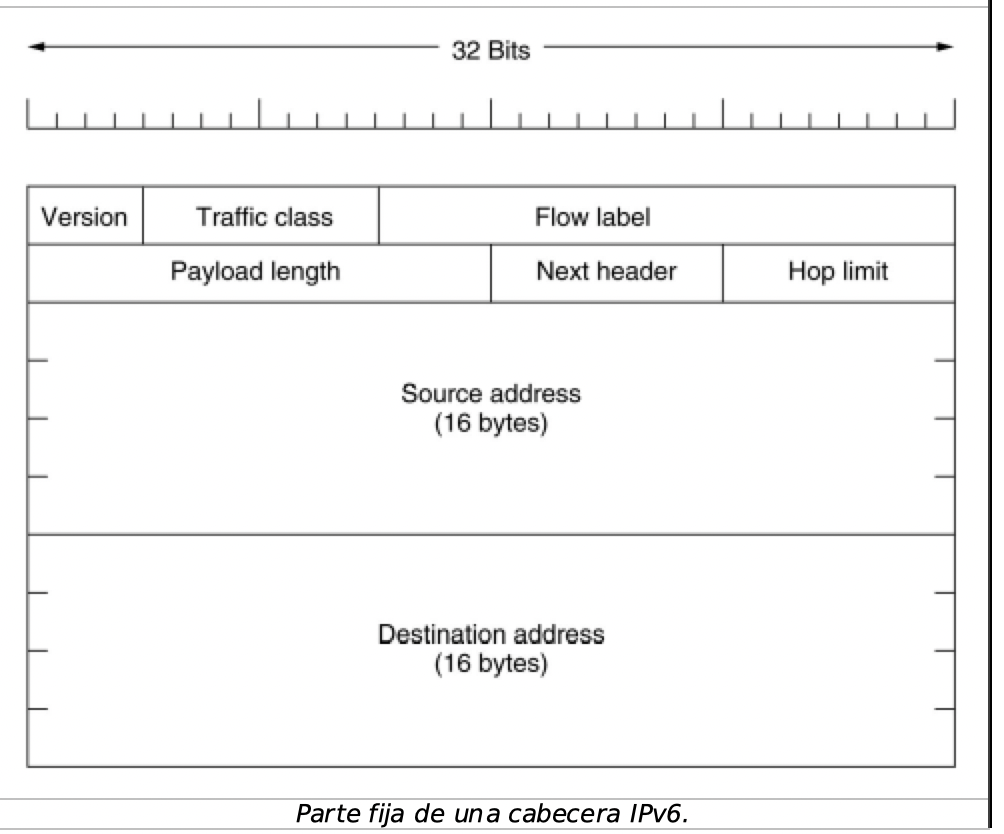 32 Bits
Version Traffic class Flow label
Payload length Next header Hop limit
Source address
(16 bytes)
Destination address
(16 bytes)
Parte fija de una cabecera IPv6.